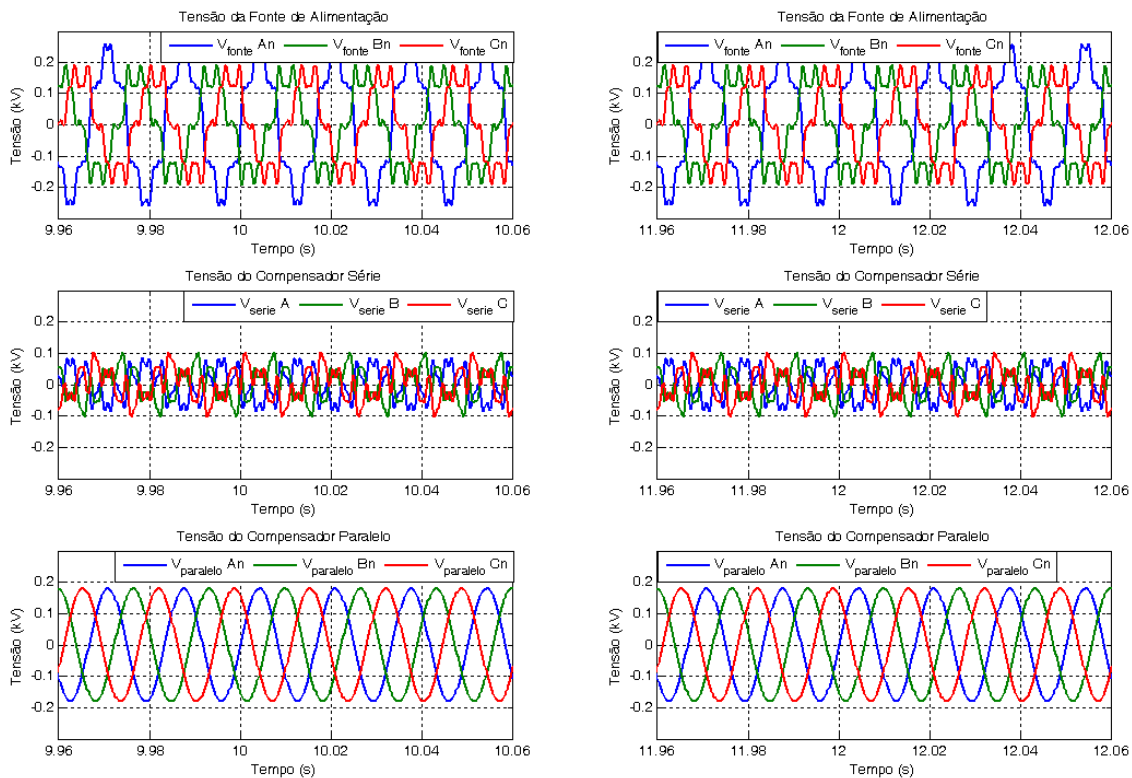 Tensão da Fonte de Alimentação
V_fonte An V_fonte Bn V_fonte Cn
Tensão (kV)
0.2
0.1
0
-0.1
-0.2
9.96 9.98 10 10.02 10.04 10.06
Tempo (s)
Tensão da Fonte de Alimentação
V_fonte An V_fonte Bn V_fonte Cn
Tensão (kV)
0.2
0.1
0
-0.1
-0.2
11.96 11.98 12 12.02 12.04 12.06
Tempo (s)
Tensão do Compensador Série
V_serie A V_serie B V_serie C
Tensão (kV)
0.2
0.1
0
-0.1
-0.2
9.96 9.98 10 10.02 10.04 10.06
Tempo (s)
Tensão do Compensador Série
V_serie A V_serie B V_serie C
Tensão (kV)
0.2
0.1
0
-0.1
-0.2
11.96 11.98 12 12.02 12.04 12.06
Tempo (s)
Tensão do Compensador Paralelo
V_paralelo An V_paralelo Bn V_paralelo Cn
Tensão (kV)
0.2
0.1
0
-0.1
-0.2
9.96 9.98 10 10.02 10.04 10.06
Tempo (s)
Tensão do Compensador Paralelo
V_paralelo An V_paralelo Bn V_paralelo Cn
Tensão (kV)
0.2
0.1
0
-0.1
-0.2
11.96 11.98 12 12.02 12.04 12.06
Tempo (s)